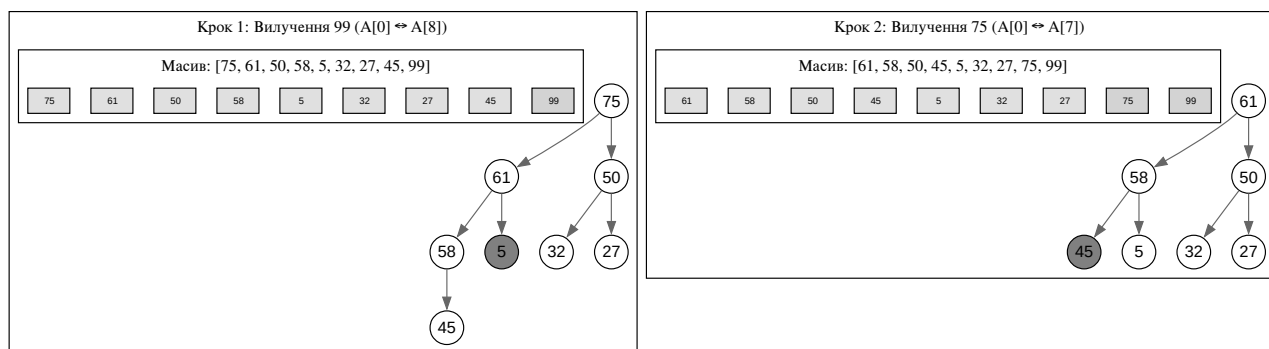 Крок 1: Вилучення 99 (A[0] ⇔ A[8])
Масив: [75, 61, 50, 58, 5, 32, 27, 45, 99]
75 61 50 58 5 32 27 45 99
75
61 50
58 5 32 27
45
Крок 2: Вилучення 75 (A[0] ⇔ A[7])
Масив: [61, 58, 50, 45, 5, 32, 27, 75, 99]
61 58 50 45 5 32 27 75 99
61
58 50
45 5 32 27